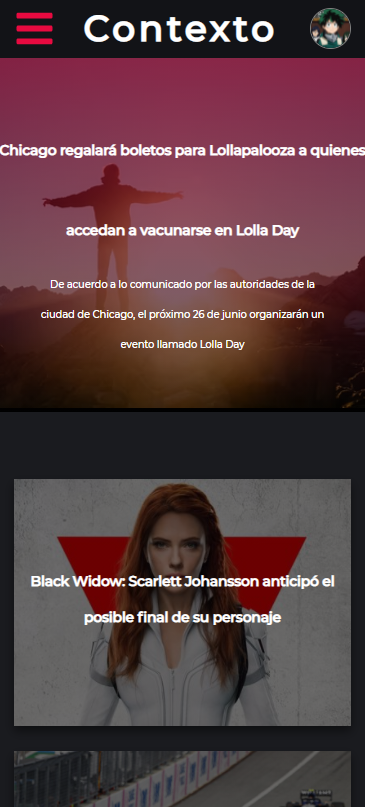 Contexto
Chicago regalará boletos para Lollapalooza a quienes
accedan a vacunarse en Lolla Day
De acuerdo a lo comunicado por las autoridades de la
ciudad de Chicago, el próximo 26 de junio organizarán un
evento llamado Lolla Day
Black Widow: Scarlett Johansson anticipó el
posible final de su personaje